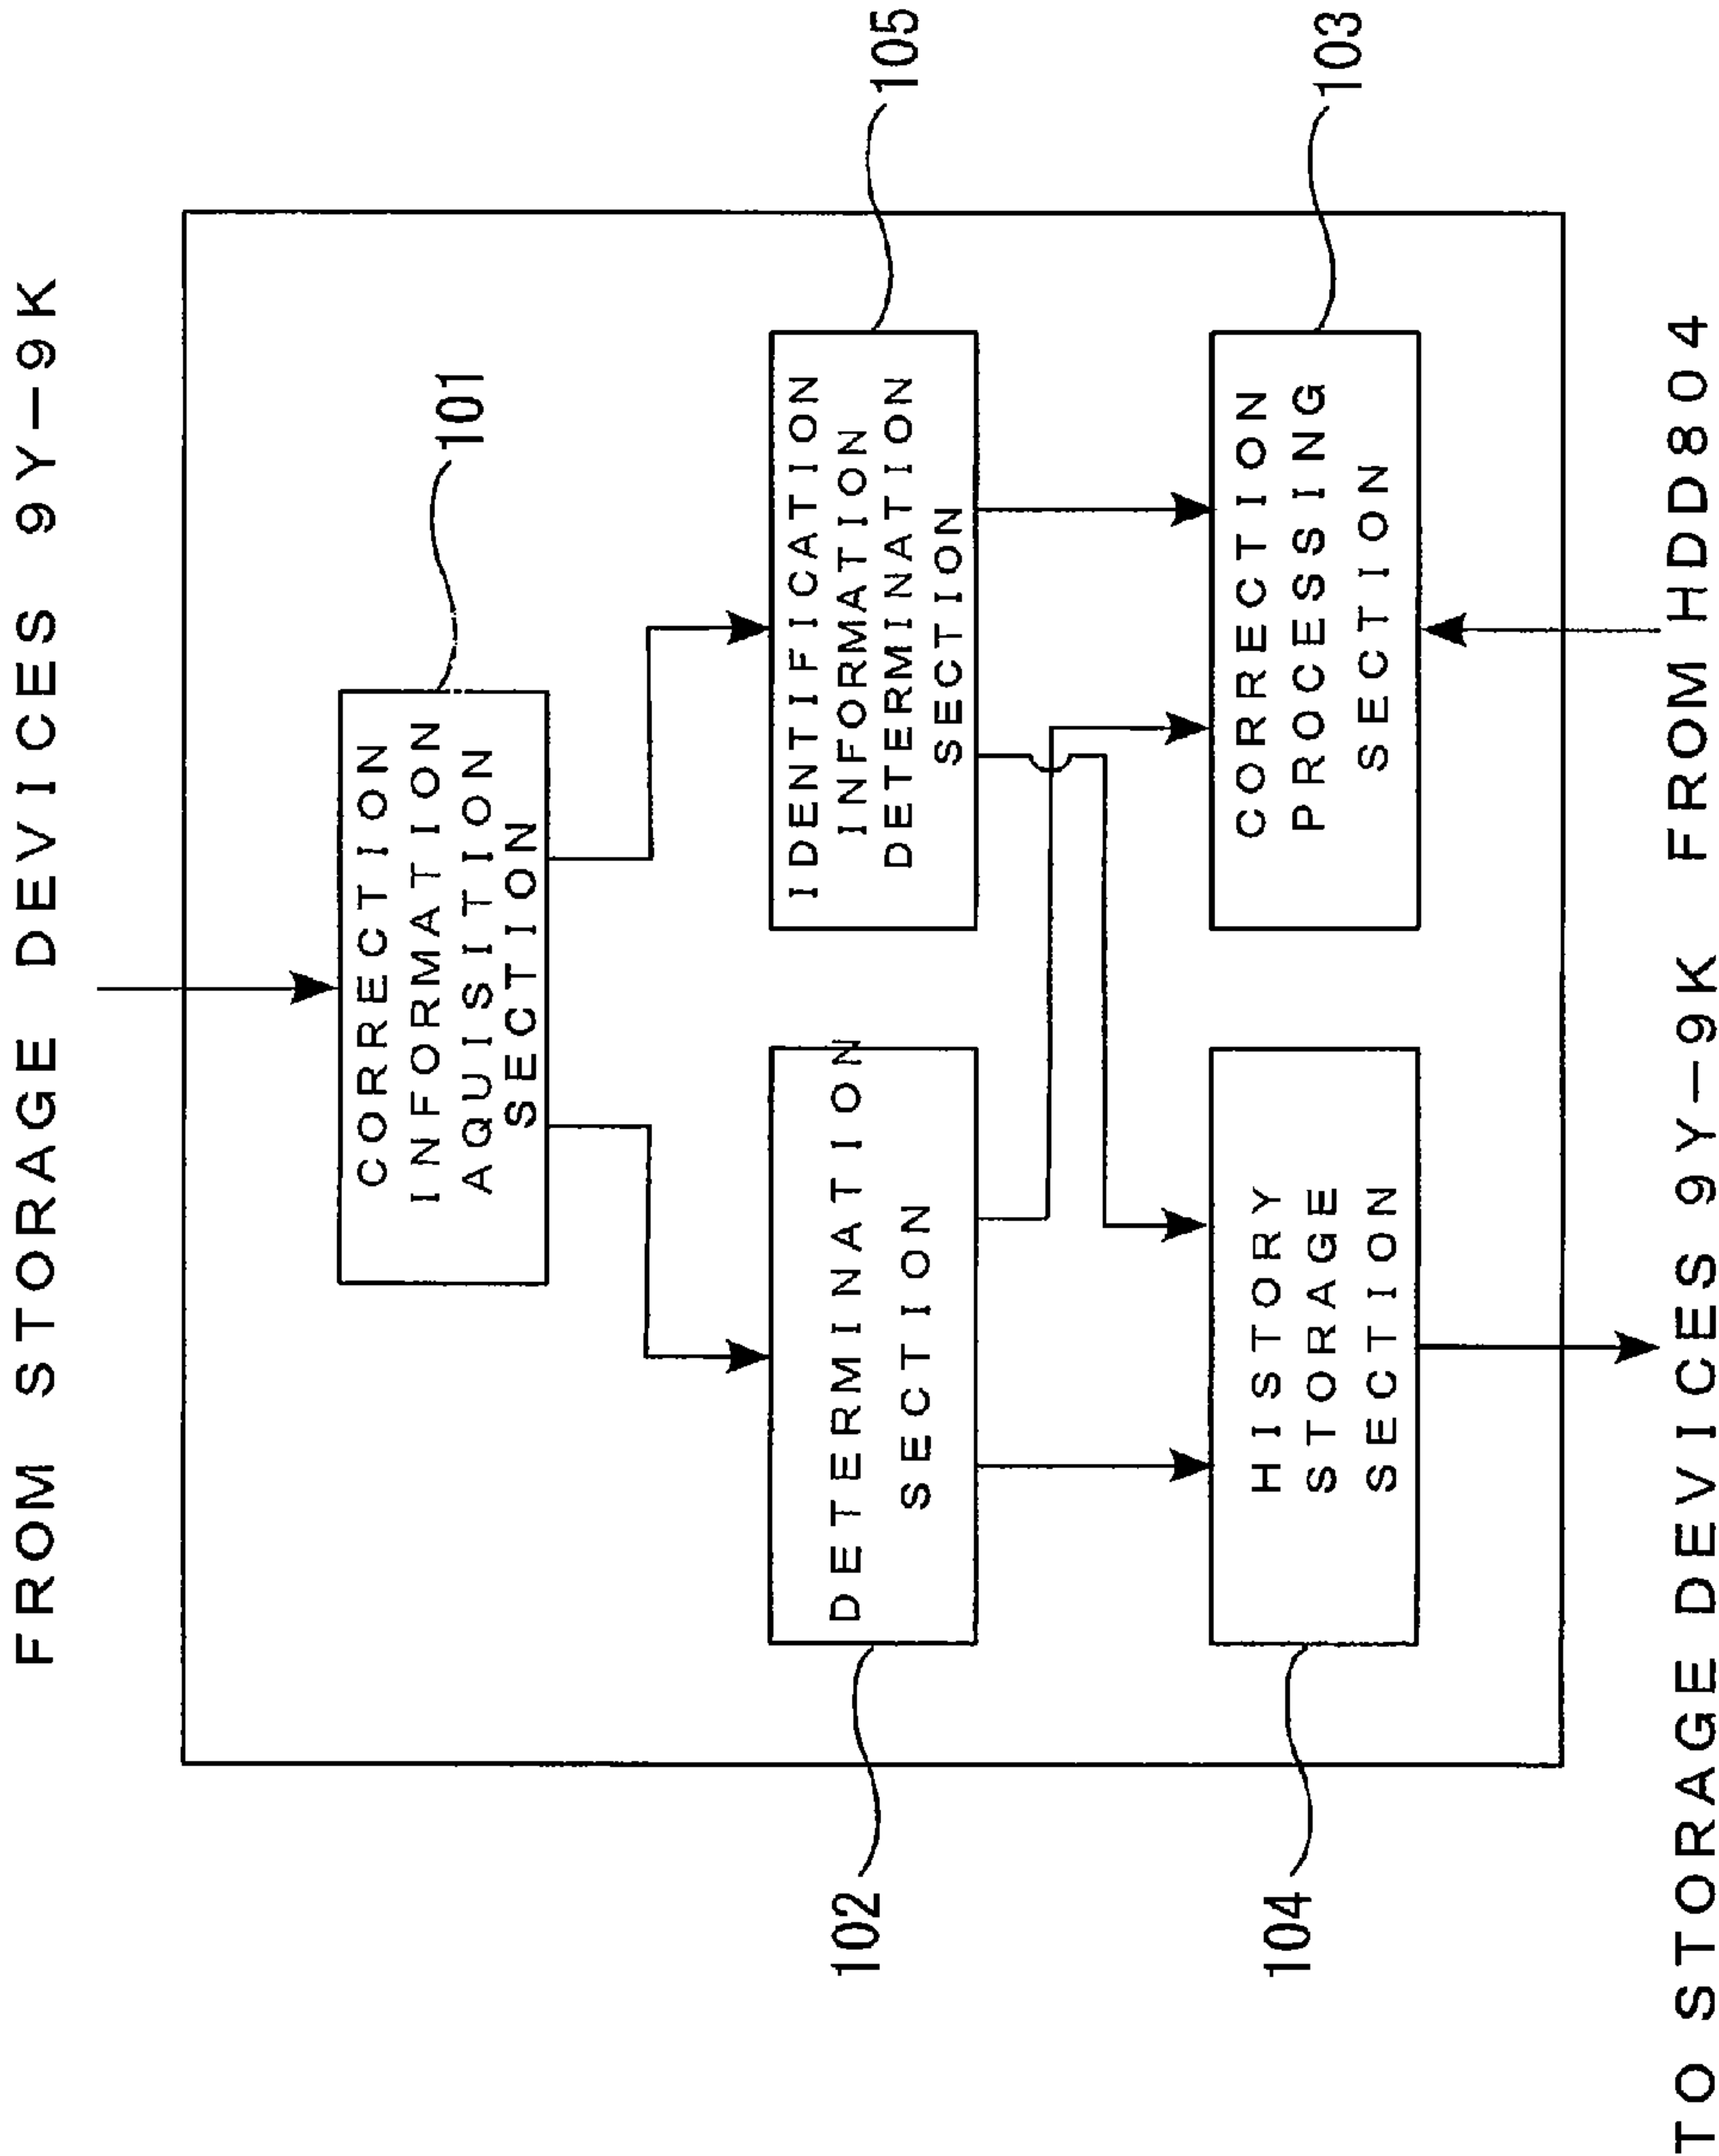 FROM STORAGE DEVICES 9Y-9K
101
CORRECTION
INFORMATION
AQUISITION
SECTION
102
DETERMINATION
SECTION
105
IDENTIFICATION
INFORMATION
DETERMINATION
SECTION
104
HISTORY
STORAGE
SECTION
103
CORRECTION
PROCESSING
SECTION
TO STORAGE DEVICES 9Y-9K
FROM HDD804